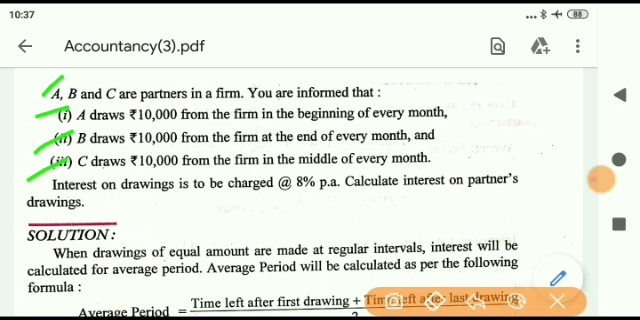 10:37
88
Accountancy(3).pdf
A, B and C are partners in a firm. You are informed that :
(i) A draws ₹10,000 from the firm in the beginning of every month,
(ii) B draws ₹10,000 from the firm at the end of every month, and
(iii) C draws ₹10,000 from the firm in the middle of every month.
Interest on drawings is to be charged @ 8% p.a. Calculate interest on partner's
drawings.
SOLUTION :
When drawings of equal amount are made at regular intervals, interest will be
calculated for average period. Average Period will be calculated as per the following
formula :
Average Period = Time left after first drawing + Time left after last drawing